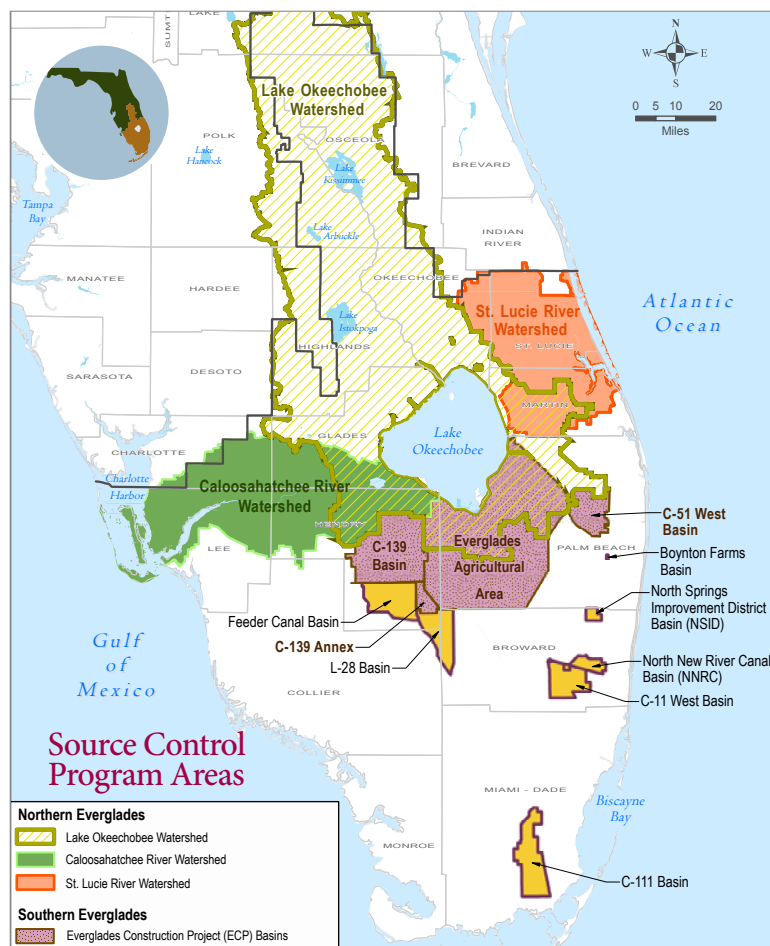 SUMT
LAKE
N
W
E
S
0
5
10
20
Miles
Lake Okeechobee
Watershed
POLK
OSCEOLA
Lake
Hancock
Lake
Kissimmee
BREVARD
Tampa
Bay
Lake
Arbuckle
INDIAN
RIVER
MANATEE
HARDEE
OKEECHOBEE
Atlantic
Ocean
St. Lucie River
Watershed
Lake
Istokpoga
HIGHLANDS
ST. LUCIE
SARASOTA
DESOTO
MARTIN
GLADES
Lake
Okeechobee
CHARLOTTE
Charlotte
Harbor
Caloosahatchee River
Watershed
HENDRY
C-51 West
Basin
LEE
C-139
Basin
Everglades
Agricultural
Area
PALM BEACH
Boynton Farms
Basin
North Springs
Improvement District
Basin (NSID)
Feeder Canal Basin
C-139 Annex
L-28 Basin
BROWARD
North New River Canal
Basin (NNRC)
C-11 West Basin
Gulf
of
Mexico
COLLIER
Source Control
Program Areas
MIAMI - DADE
Biscayne
Bay
MONROE
C-111 Basin
Northern Everglades
Lake Okeechobee Watershed
Caloosahatchee River Watershed
St. Lucie River Watershed
Southern Everglades
Everglades Construction Project (ECP) Basins